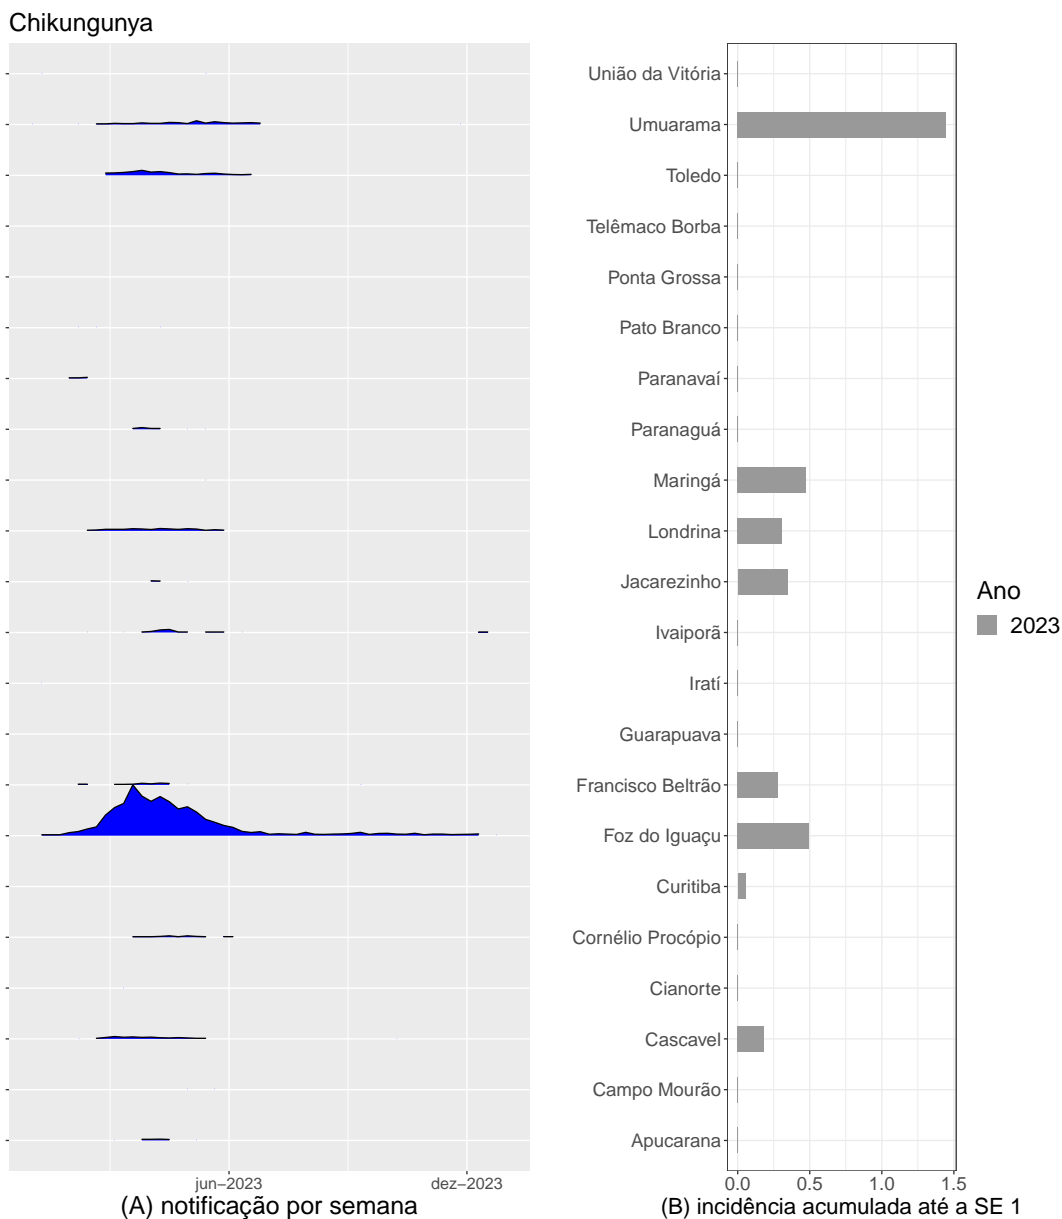 Chikungunya
União da Vitória
Umuarama
Toledo
Telêmaco Borba
Ponta Grossa
Pato Branco
Paranavaí
Paranaguá
Maringá
Londrina
Jacarezinho
Ivaiporã
Iratí
Guarapuava
Francisco Beltrão
Foz do Iguaçu
Curitiba
Cornélio Procópio
Cianorte
Cascavel
Campo Mourão
Apucarana
Ano
2023
jun–2023 dez–2023
0.0 0.5 1.0 1.5
(A) notificação por semana
(B) incidência acumulada até a SE 1